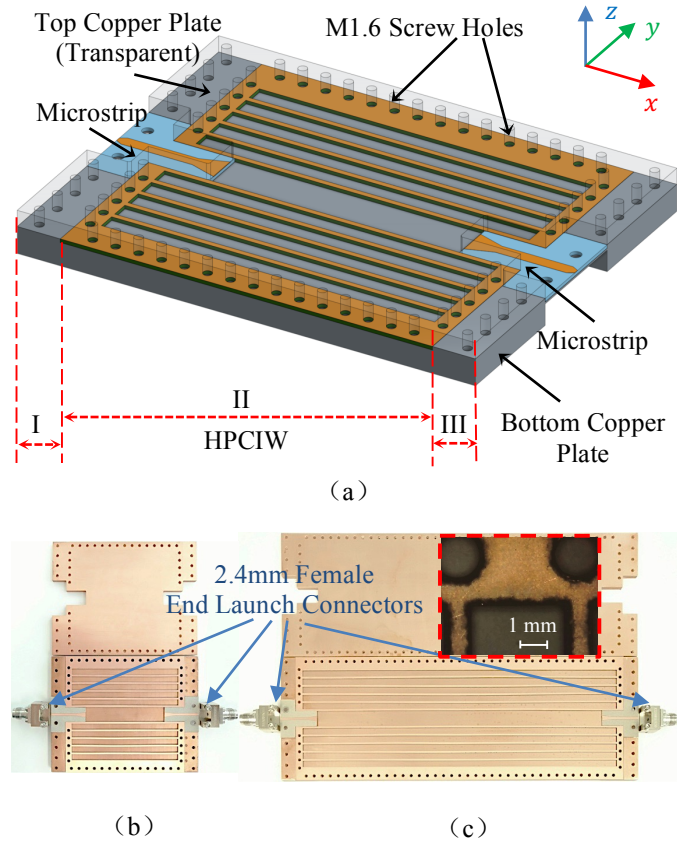 Top Copper Plate
(Transparent)
M1.6 Screw Holes
z
y
x
Microstrip
Microstrip
I
II
III
HPCIW
Bottom Copper
Plate
（a）
2.4mm Female
End Launch Connectors
1 mm
（b）
（c）